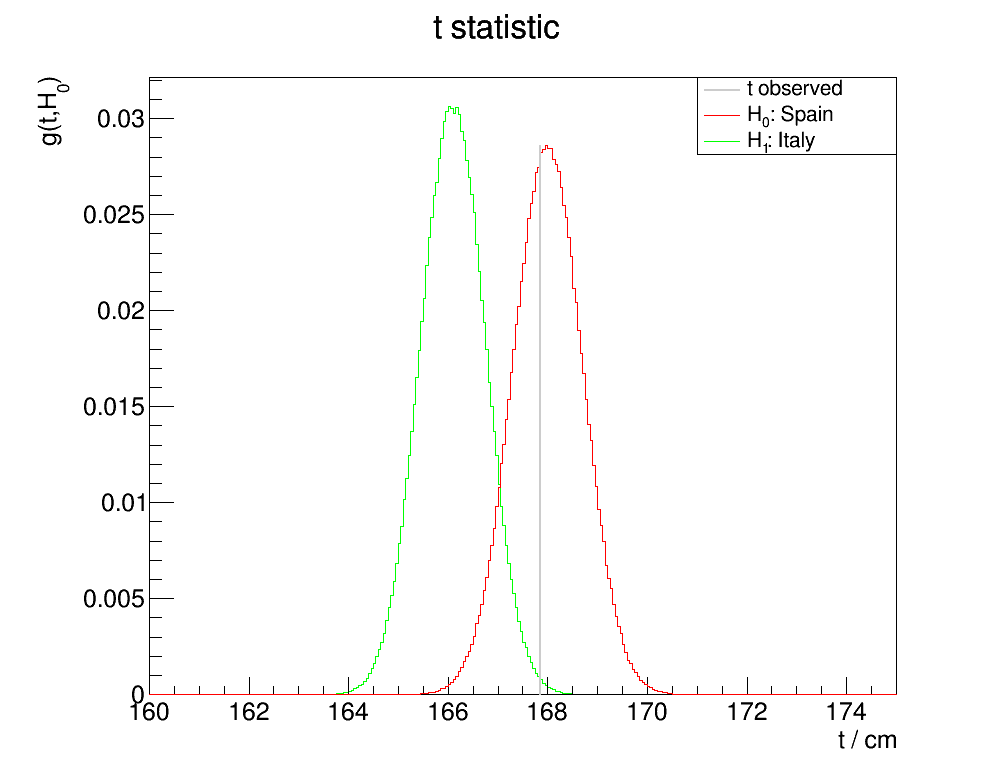 t statistic
g(t,H0)
t observed
H0: Spain
H1: Italy
0.03
0.025
0.02
0.015
0.01
0.005
0
160 162 164 166 168 170 172 174
t / cm